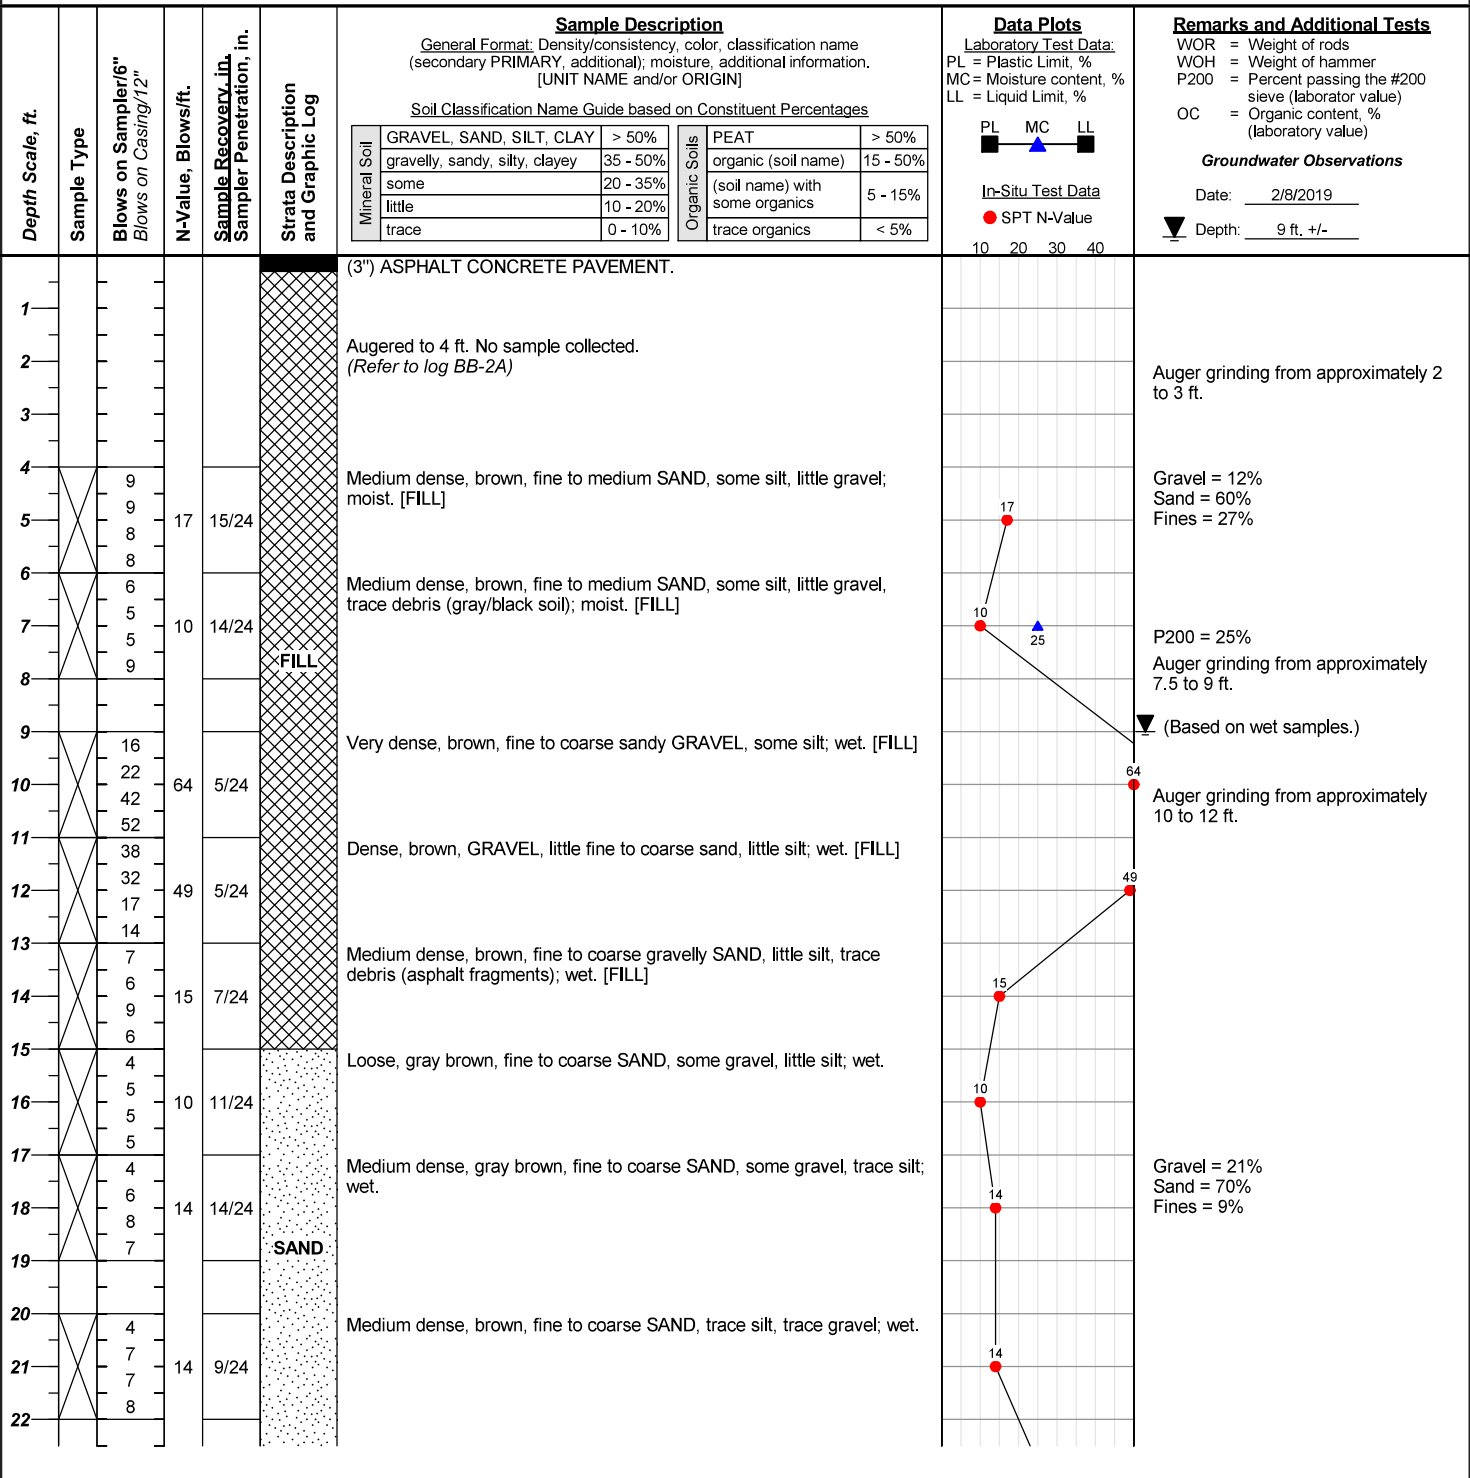 Depth Scale, ft.
Sample Type
Blows on Sampler/6"
Blows on Casing/12"
N-Value, Blows/ft.
Sample Recovery, in.
Sampler Penetration, in.
Strata Description
and Graphic Log
Sample Description
General Format: Density/consistency, color, classification name
(secondary PRIMARY, additional); moisture, additional information.
[UNIT NAME and/or ORIGIN]
Soil Classification Name Guide based on Constituent Percentages
Mineral Soil
GRAVEL, SAND, SILT, CLAY > 50%
gravelly, sandy, silty, clayey 35 - 50%
some 20 - 35%
little 10 - 20%
trace 0 - 10%
Organic Soils
PEAT > 50%
organic (soil name) 15 - 50%
(soil name) with
some organics 5 - 15%
trace organics < 5%
Data Plots
Laboratory Test Data:
PL = Plastic Limit, %
MC = Moisture content, %
LL = Liquid Limit, %
PL MC LL
In-Situ Test Data
SPT N-Value
10 20 30 40
Remarks and Additional Tests
WOR = Weight of rods
WOH = Weight of hammer
P200 = Percent passing the #200
sieve (laborator value)
OC = Organic content, %
(laboratory value)
Groundwater Observations
Date: 2/8/2019
Depth: 9 ft. +/-
(3") ASPHALT CONCRETE PAVEMENT.
1
Augered to 4 ft. No sample collected.
2
(Refer to log BB-2A)
Auger grinding from approximately 2
to 3 ft.
3
4
9
Medium dense, brown, fine to medium SAND, some silt, little gravel;
moist. [FILL]
Gravel = 12%
Sand = 60%
Fines = 27%
9
17
5
17 15/24
8
8
6
6
Medium dense, brown, fine to medium SAND, some silt, little gravel,
trace debris (gray/black soil); moist. [FILL]
5
10
7
10 14/24
25
P200 = 25%
5
9
FILL
Auger grinding from approximately
7.5 to 9 ft.
8
9
(Based on wet samples.)
16
Very dense, brown, fine to coarse sandy GRAVEL, some silt; wet. [FILL]
22
64
10
64 5/24
42
Auger grinding from approximately
10 to 12 ft.
52
11
38
Dense, brown, GRAVEL, little fine to coarse sand, little silt; wet. [FILL]
32
49
12
49 5/24
17
14
13
7
Medium dense, brown, fine to coarse gravelly SAND, little silt, trace
debris (asphalt fragments); wet. [FILL]
6
15
14
15 7/24
9
6
15
4
Loose, gray brown, fine to coarse SAND, some gravel, little silt; wet.
5
10
16
10 11/24
5
5
17
4
Medium dense, gray brown, fine to coarse SAND, some gravel, trace silt;
wet.
Gravel = 21%
Sand = 70%
Fines = 9%
6
14
18
14 14/24
8
7
SAND
19
20
4
Medium dense, brown, fine to coarse SAND, trace silt, trace gravel; wet.
7
14
21
14 9/24
7
8
22